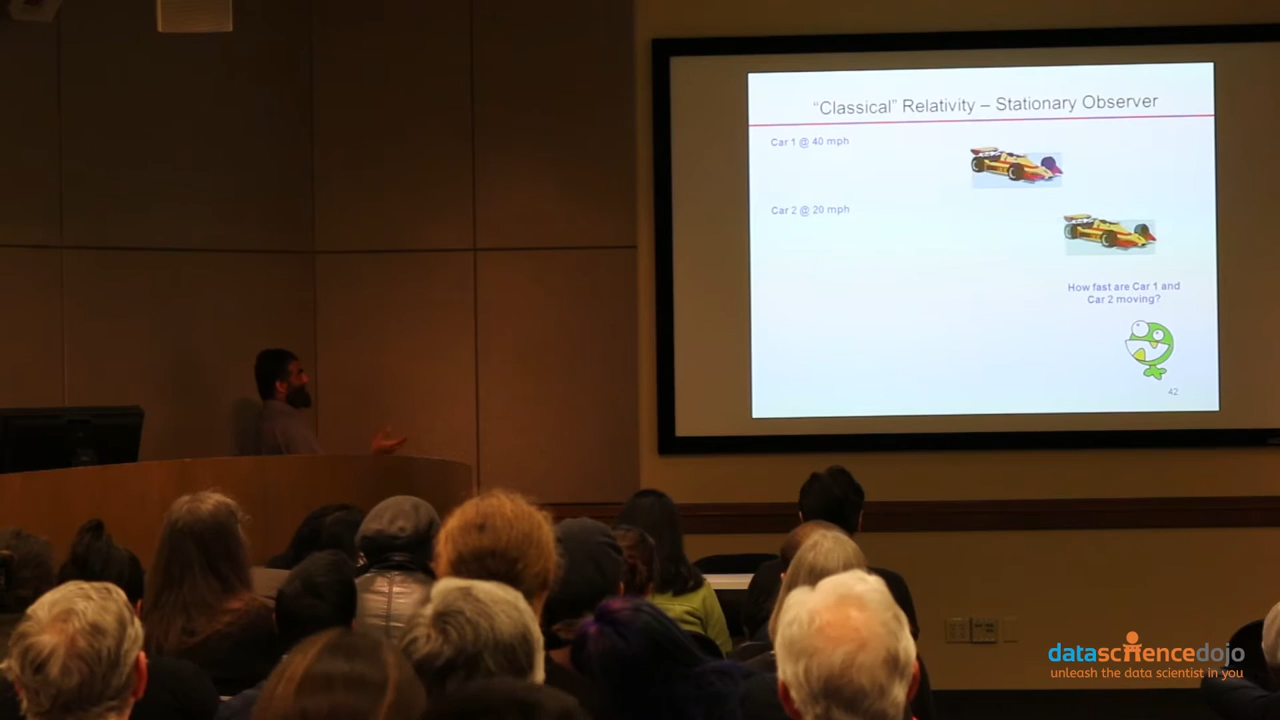 “Classical” Relativity – Stationary Observer
Car 1 @ 40 mph
Car 2 @ 20 mph
How fast are Car 1 and
Car 2 moving?
42
datasciencedojo
unleash the data scientist in you